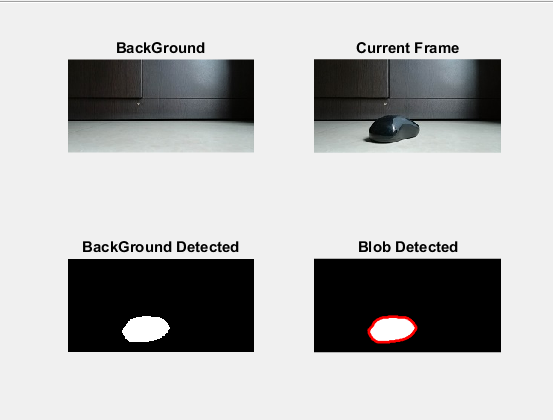 BackGround
Current Frame
BackGround Detected
Blob Detected